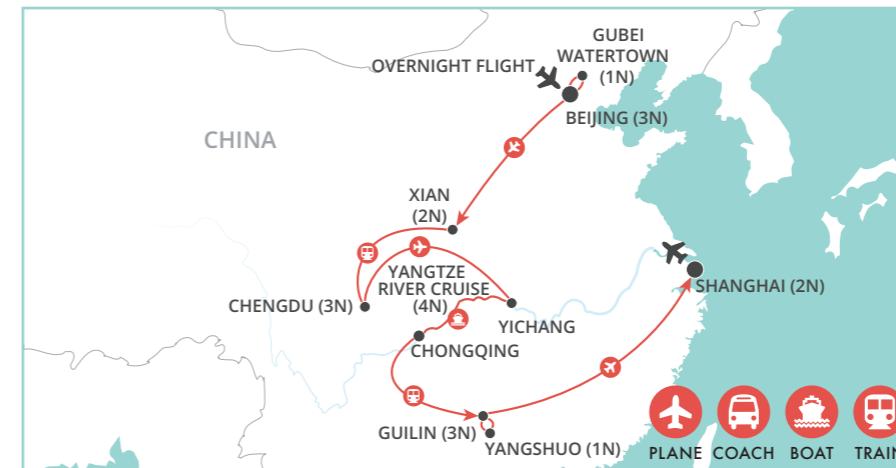 GUBEI
WATERTOWN
(1N)
OVERNIGHT FLIGHT
BEIJING (3N)
CHINA
XIAN
(2N)
YANGTZE
RIVER CRUISE
(4N)
CHENGDU (3N)
YICHANG
SHANGHAI (2N)
CHONGQING
GUILIN (3N)
YANGSHUO (1N)
PLANE COACH BOAT TRAIN